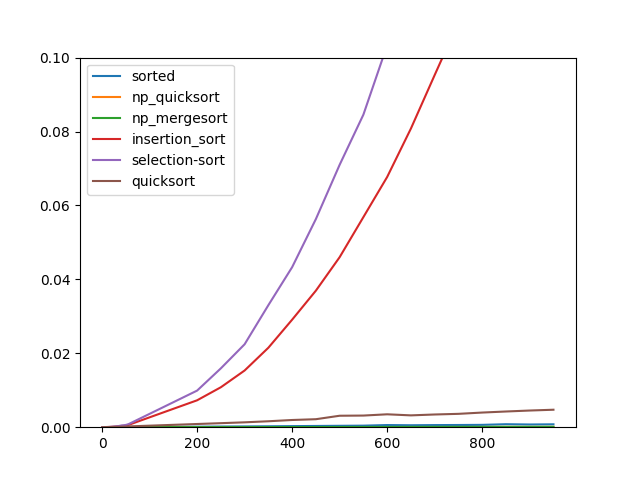 0.10
0.08
0.06
0.04
0.02
0.00
sorted
np_quicksort
np_mergesort
insertion_sort
selection-sort
quicksort
0 200 400 600 800